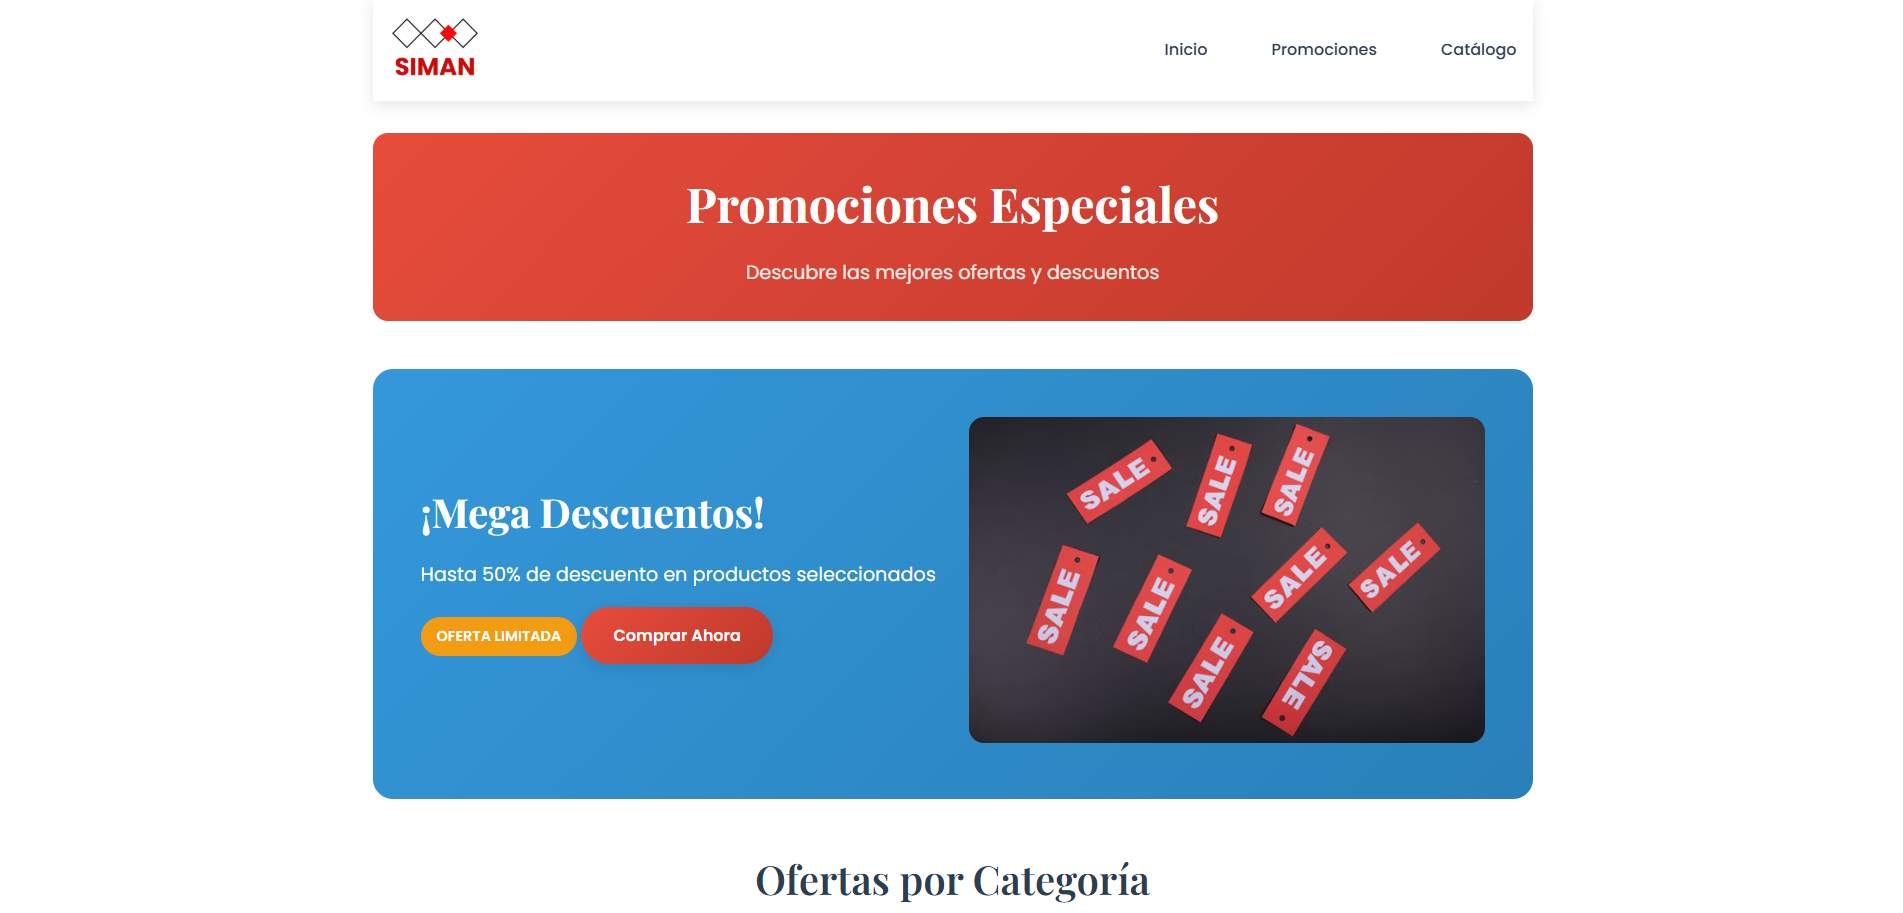 SIMAN
Inicio
Promociones
Catálogo
Promociones Especiales
Descubre las mejores ofertas y descuentos
¡Mega Descuentos!
Hasta 50% de descuento en productos seleccionados
OFERTA LIMITADA
Comprar Ahora
SALE
SALE
SALE
SALE
SALE
SALE
SALE
SALE
SALE
Ofertas por Categoría